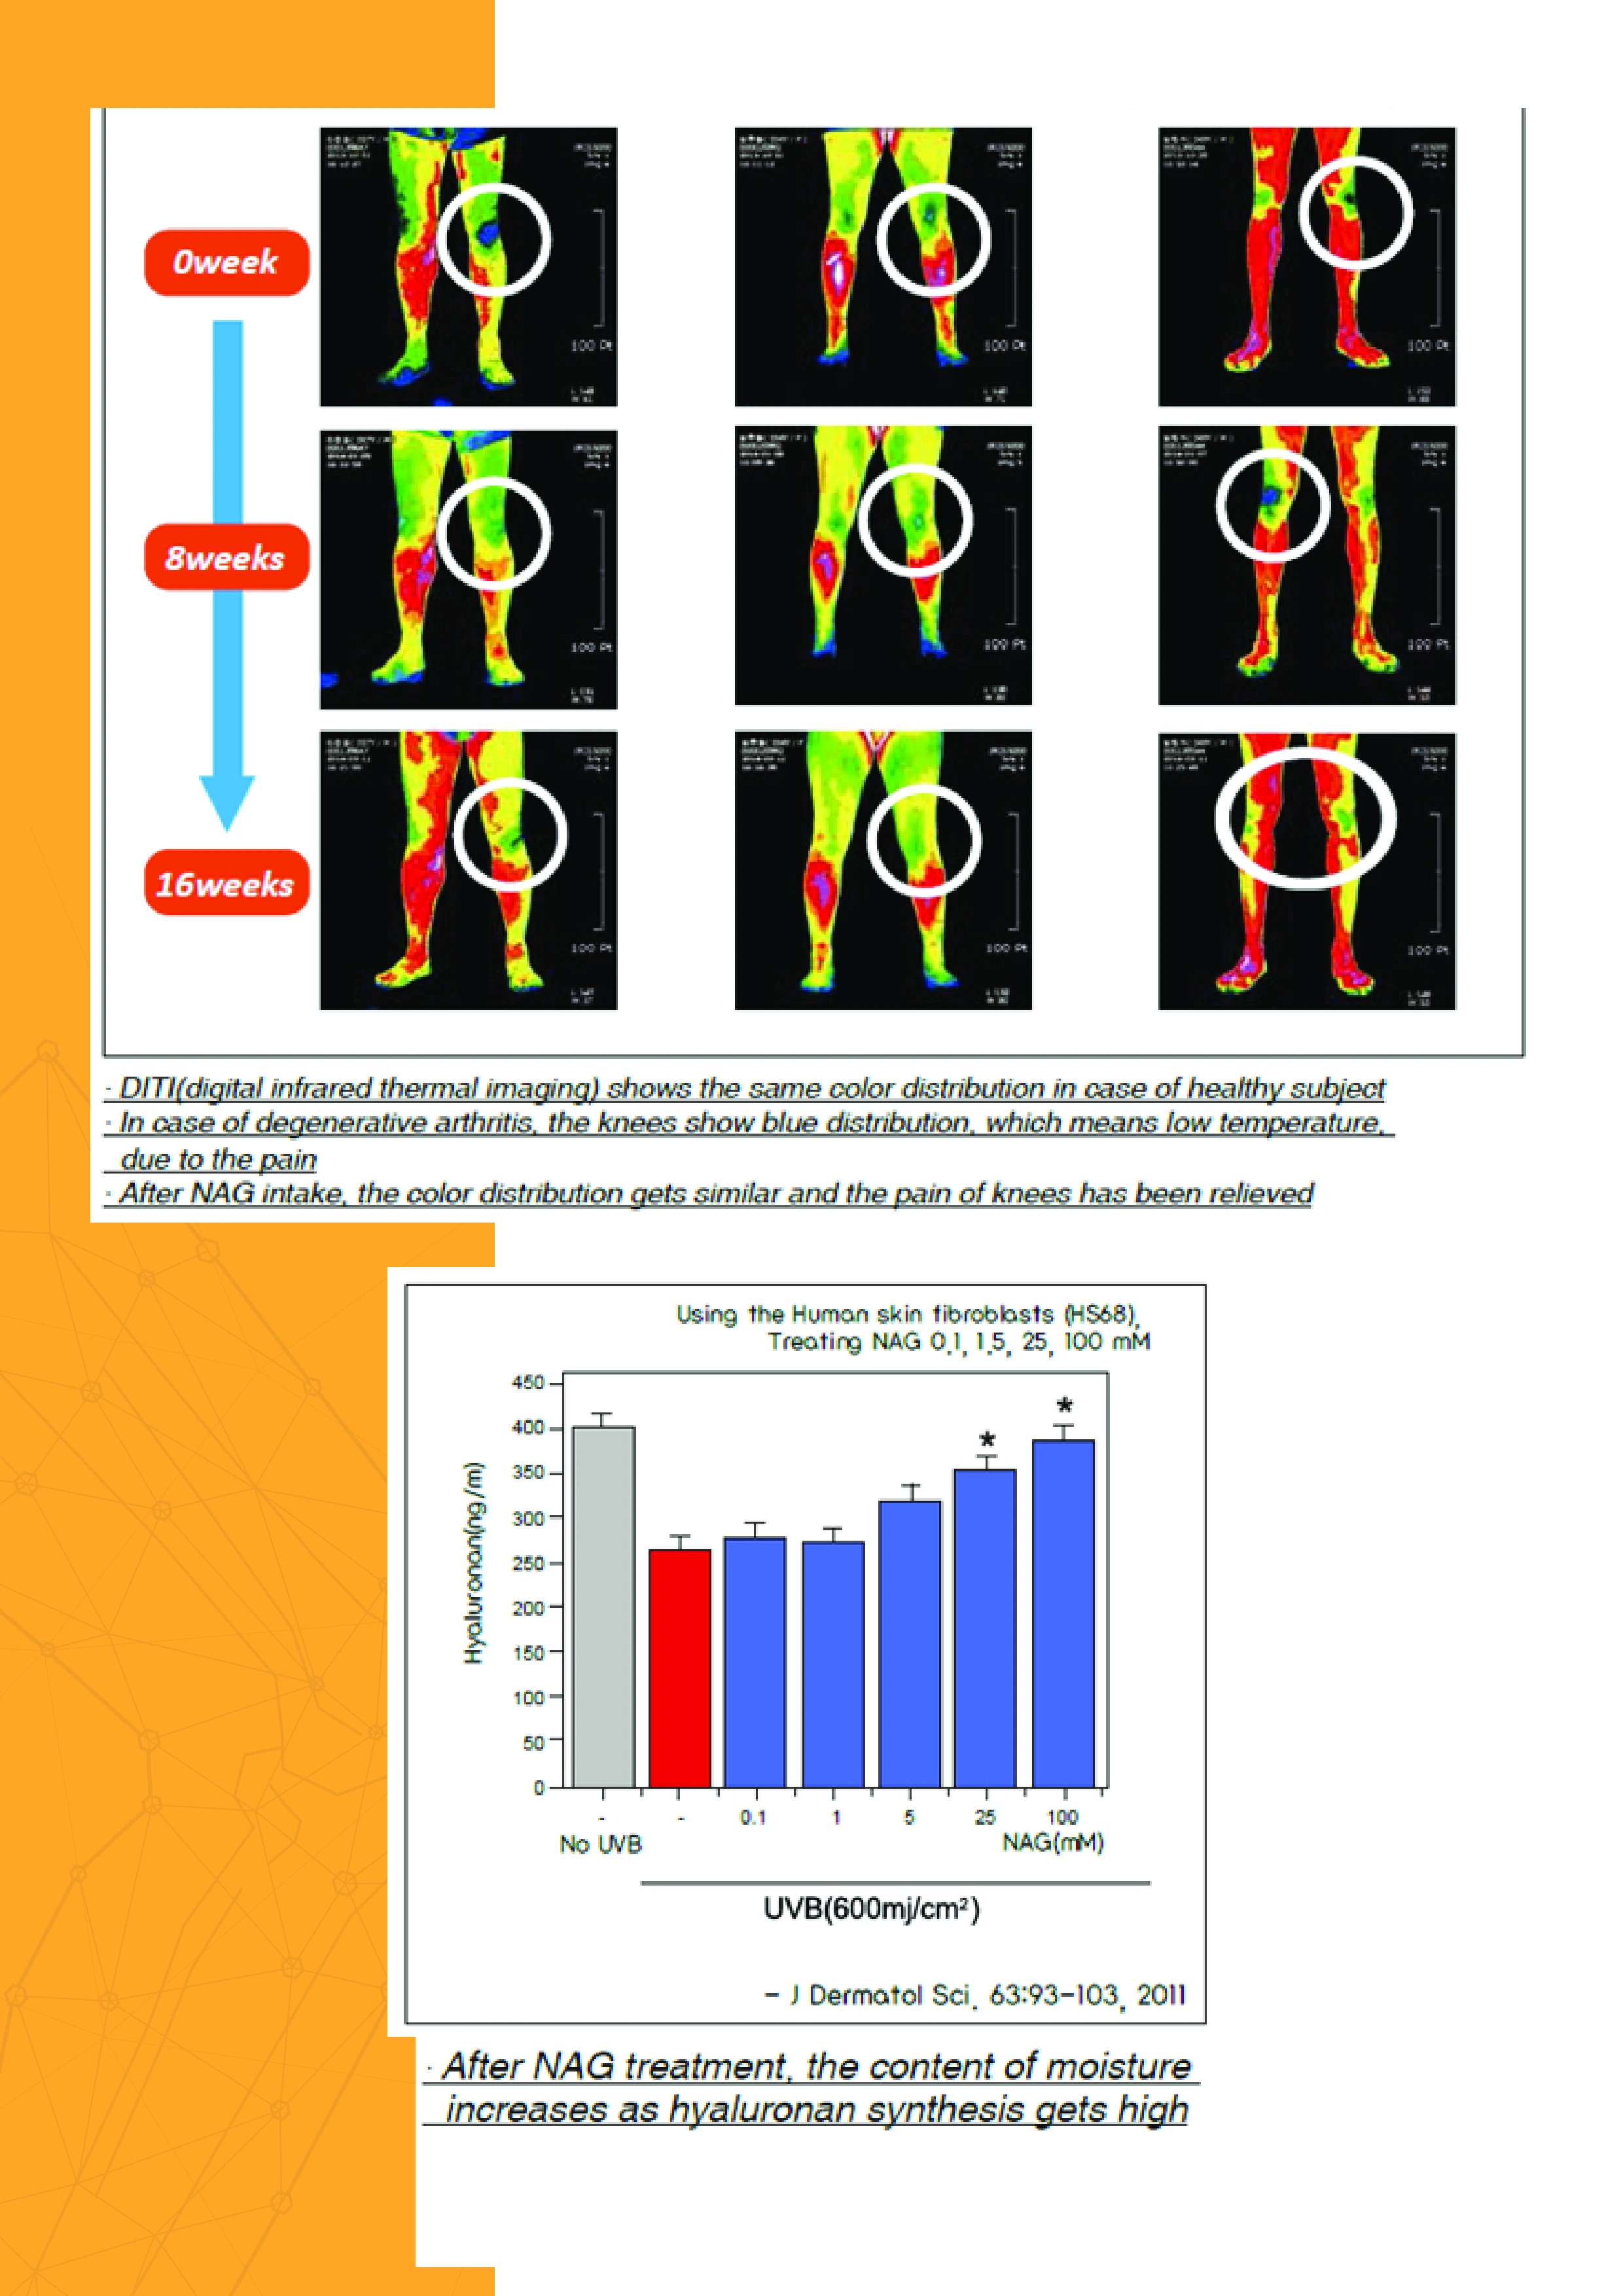 0week
100 Pt
100 Pt
100 Pt
8weeks
100 Pt
100 Pt
100 Pt
16weeks
100 Pt
100 Pt
100 Pt
· DITI(digital infrared thermal imaging) shows the same color distribution in case of healthy subject
· In case of degenerative arthritis, the knees show blue distribution, which means low temperature,
due to the pain
· After NAG intake, the color distribution gets similar and the pain of knees has been relieved
Using the Human skin fibroblasts (HS68),
Treating NAG 0.1, 1.5, 25, 100 mM
Hyaluronan(ng/m)
450
400
350
300
250
200
150
100
50
0
* *
- - 0.1 1 5 25 100
No UVB NAG(mM)
UVB(600mj/cm²)
- J Dermatol Sci, 63:93-103, 2011
· After NAG treatment, the content of moisture
increases as hyaluronan synthesis gets high